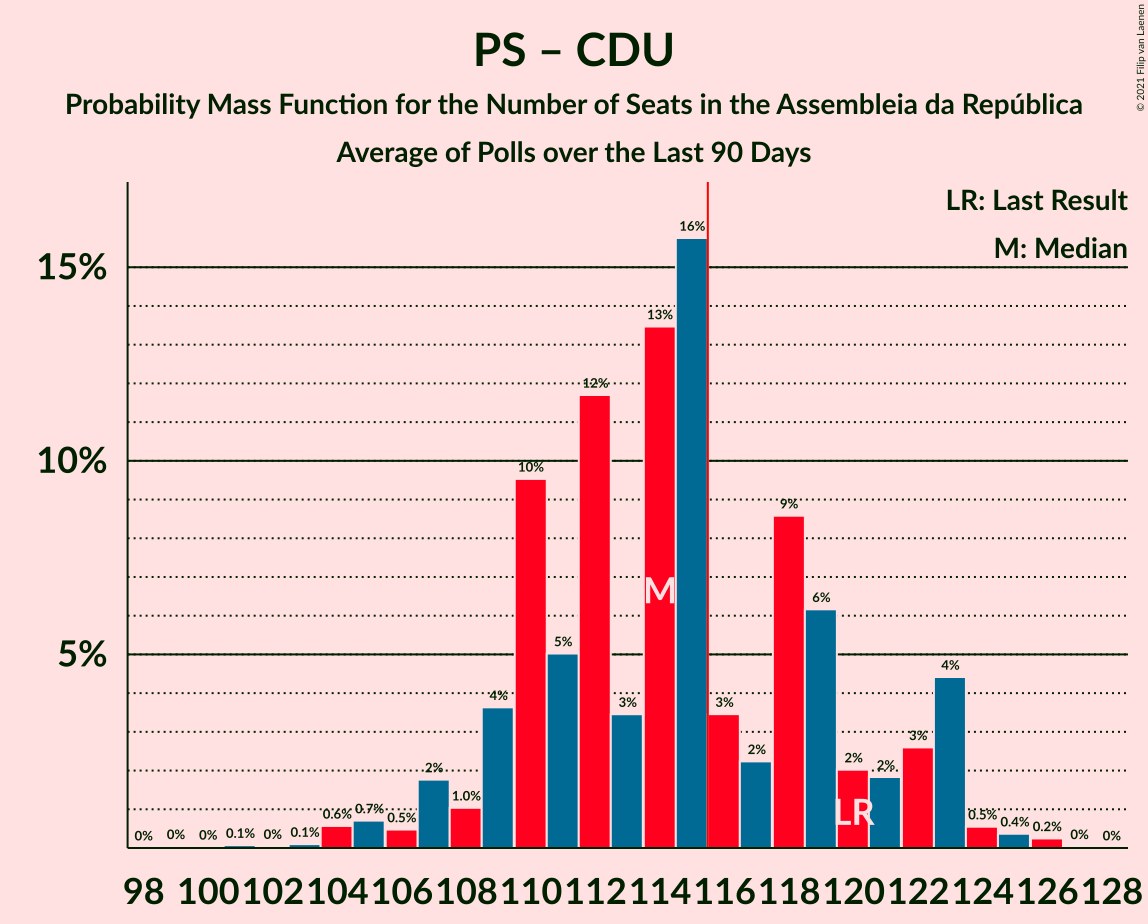 PS – CDU
Probability Mass Function for the Number of Seats in the Assembleia da República
Average of Polls over the Last 90 Days
© 2021 Filip van Laenen
LR: Last Result
M: Median
15%
10%
5%
0% 0% 0% 0.1% 0% 0.1% 0.6% 0.7% 0.5% 2% 1.0% 4% 10% 5% 12% 3% 13% 16% 3% 2% 9% 6% 2% 2% 3% 4% 0.5% 0.4% 0.2% 0% 0%
M
LR
98 100 102 104 106 108 110 112 114 116 118 120 122 124 126 128